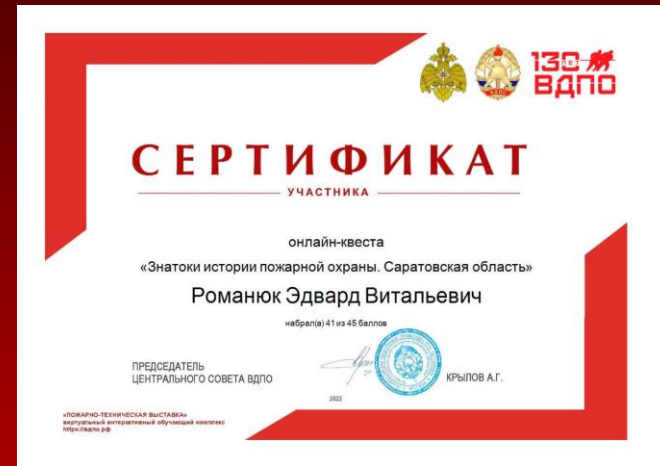 130
ВДПО
СЕРТИФИКАТ
УЧАСТНИКА
онлайн-квеста
«Знатоки истории пожарной охраны. Саратовская область»
Романюк Эдвард Витальевич
набрал(а) 41 из 45 баллов
ПРЕДСЕДАТЕЛЬ
ЦЕНТРАЛЬНОГО СОВЕТА ВДПО
КРЫЛОВ А.Г.
2022
«ПОЖАРНО-ТЕХНИЧЕСКАЯ ВЫСТАВКА»
виртуальный интерактивный обучающий комплекс
https://вдпо.рф